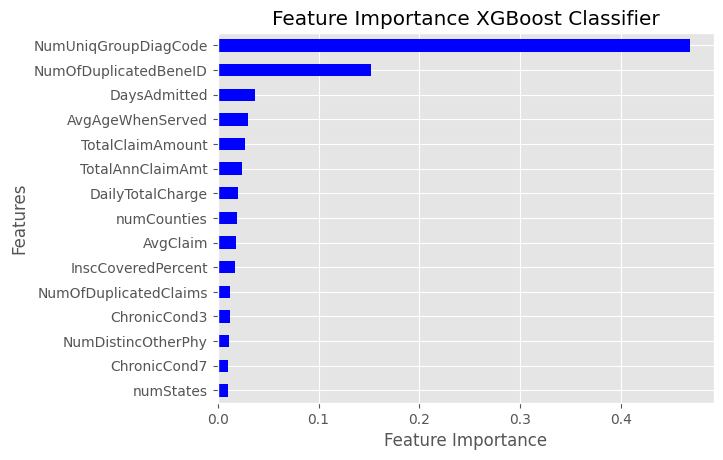 Feature Importance XGBoost Classifier
NumUniqGroupDiagCode
NumOfDuplicatedBeneID
DaysAdmitted
AvgAgeWhenServed
TotalClaimAmount
TotalAnnClaimAmt
DailyTotalCharge
numCounties
AvgClaim
InscCoveredPercent
NumOfDuplicatedClaims
ChronicCond3
NumDistincOtherPhy
ChronicCond7
numStates
Features
0.0 0.1 0.2 0.3 0.4
Feature Importance